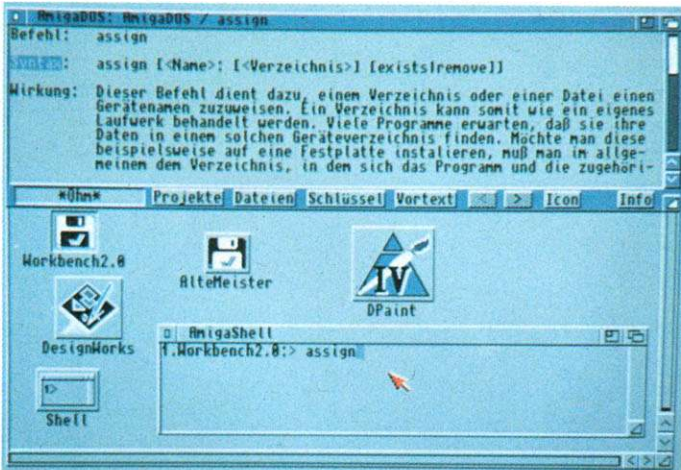 AmigaDOS: AmigaDOS / assign
Befehl: assign
Syntax: assign [<Name>: [<Verzeichnis>] [exists|remove]]
Wirkung: Dieser Befehl dient dazu, einem Verzeichnis oder einer Datei einen
Gerätenamen zuzuweisen. Ein Verzeichnis kann somit wie ein eigenes
Laufwerk behandelt werden. Viele Programme erwarten, daß sie ihre
Daten in einem solchen Geräteverzeichnis finden. Möchte man diese
beispielsweise auf eine Festplatte instalieren, muß man im allge-
meinem dem Verzeichnis, in dem sich das Programm und die zugehöri-
*Ohm* Projekte Dateien Schlüssel Vortext < > Icon Info
Workbench2.0
AlteMeister
IV
DPaint
DesignWorks
AmigaShell
1.Workbench2.0:> assign
1>
Shell